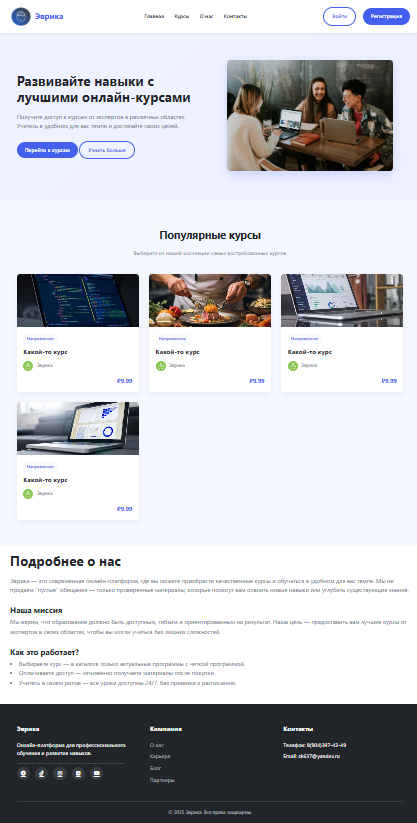 Эврика
Главная Курсы О нас Контакты
Войти Регистрация
Развивайте навыки с
лучшими онлайн-курсами
Получите доступ к курсам от экспертов в различных областях.
Учитесь в удобном для вас темпе и достигайте своих целей.
Перейти к курсам Узнать больше
Популярные курсы
Выберите из нашей коллекции самых востребованных курсов
Направление
Какой-то курс
Эврика
₽9.99
Направление
Какой-то курс
Эврика
₽9.99
Направление
Какой-то курс
Эврика
₽9.99
Направление
Какой-то курс
Эврика
₽9.99
Подробнее о нас
Эврика — это современная онлайн-платформа, где вы можете приобрести качественные курсы и обучаться в удобном для вас темпе. Мы не
продаем "пустые" обещания — только проверенные материалы, которые помогут вам освоить новые навыки или углубить существующие знания.
Наша миссия
Мы верим, что образование должно быть доступным, гибким и ориентированным на результат. Наша цель — предоставить вам лучшие курсы от
экспертов в своих областях, чтобы вы могли учиться без лишних сложностей.
Как это работает?
• Выбираете курс — в каталоге только актуальные программы с четкой программой.
• Оплачиваете доступ — мгновенно получаете материалы после покупки.
• Учитесь в своем ритме — все уроки доступны 24/7, без привязки к расписанию.
Эврика
Онлайн-платформа для профессионального
образования и развития навыков.
Компания
О нас
Карьера
Блог
Партнеры
Контакты
Телефон: 8(904)397-42-49
Email: sk637@yandex.ru
© 2025 Эврика. Все права защищены.